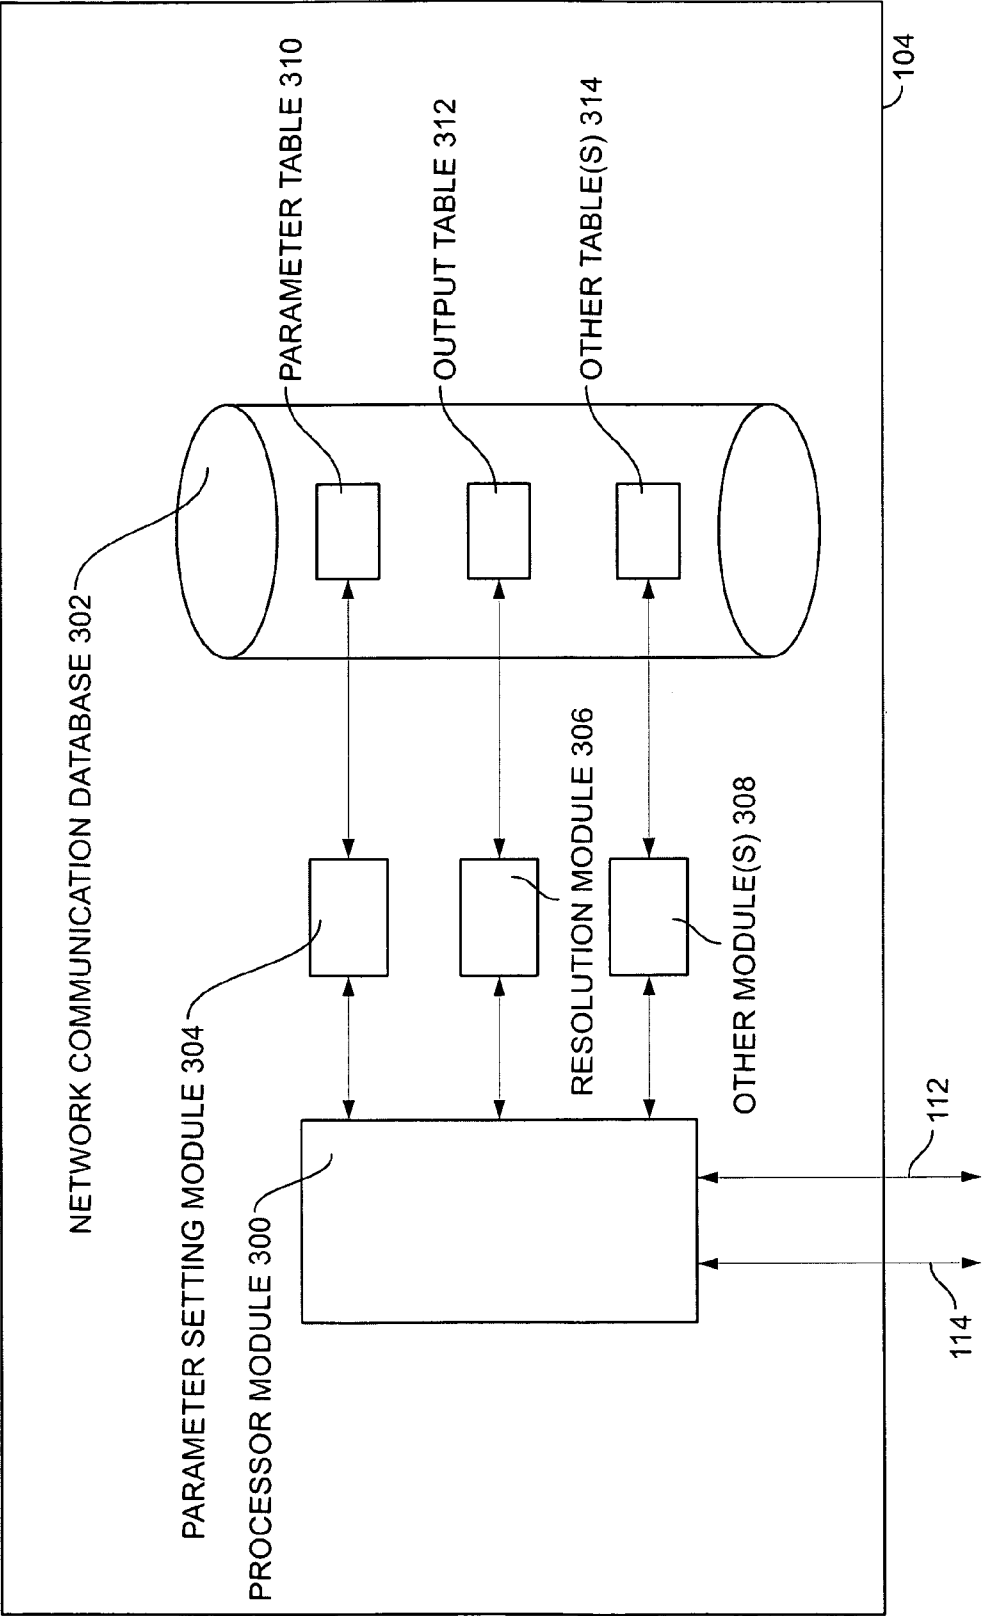 NETWORK COMMUNICATION DATABASE 302
PARAMETER SETTING MODULE 304
PROCESSOR MODULE 300
PARAMETER TABLE 310
OUTPUT TABLE 312
OTHER TABLE(S) 314
RESOLUTION MODULE 306
OTHER MODULE(S) 308
104
112
114